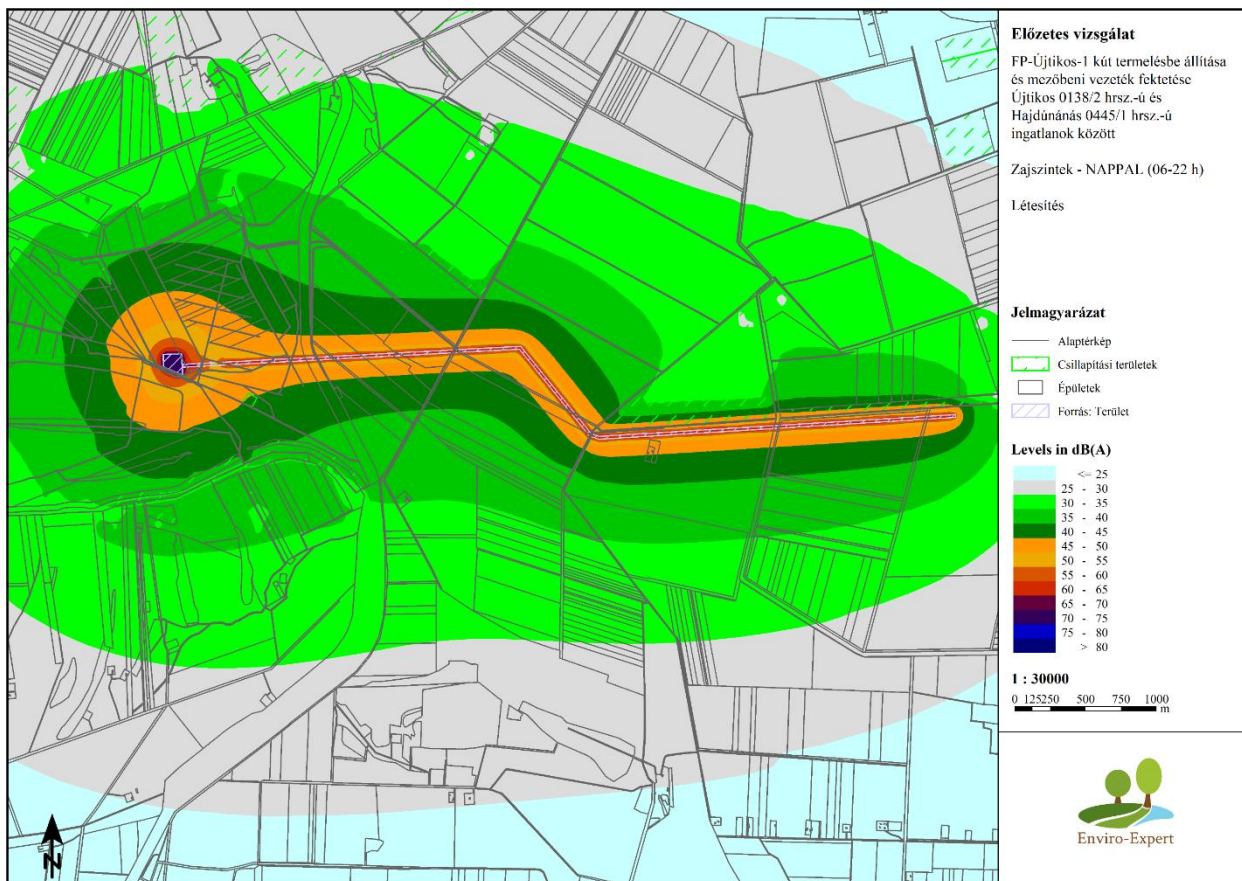 Előzetes vizsgálat
FP-Újtikos-1 kút termelésbe állítása
és mezőbeni vezeték fektetése
Újtikos 0138/2 hrsz.-ú és
Hajdúnánás 0445/1 hrsz.-ú
ingatlanok között
Zajszintek - NAPPAL (06-22 h)
Létesítés
Jelmagyarázat
Alaptérkép
Csillapítási területek
Épületek
Forrás: Terület
Levels in dB(A)
<= 25
25 - 30
30 - 35
35 - 40
40 - 45
45 - 50
50 - 55
55 - 60
60 - 65
65 - 70
70 - 75
75 - 80
> 80
1 : 30000
0 125250 500 750 1000
m
Enviro-Expert
N